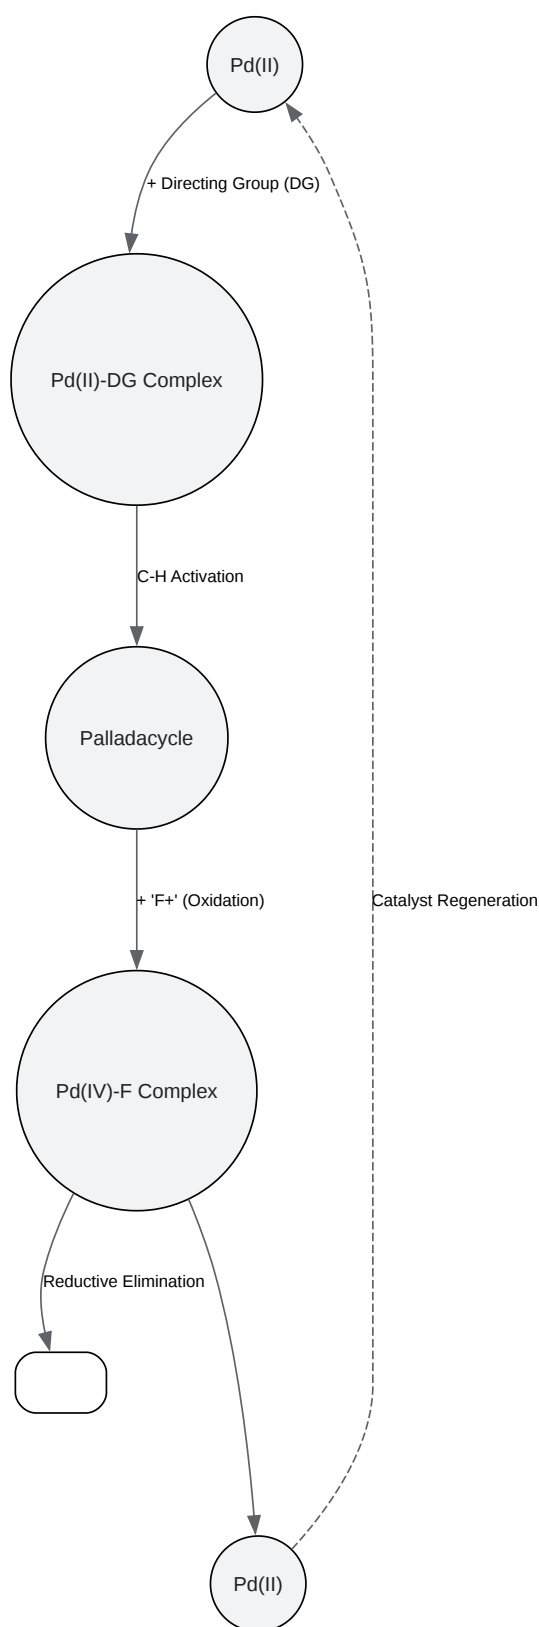 Pd(II)
+ Directing Group (DG)
Pd(II)-DG Complex
C-H Activation
Palladacycle
+ 'F+' (Oxidation)
Catalyst Regeneration
Pd(IV)-F Complex
Reductive Elimination
Pd(II)